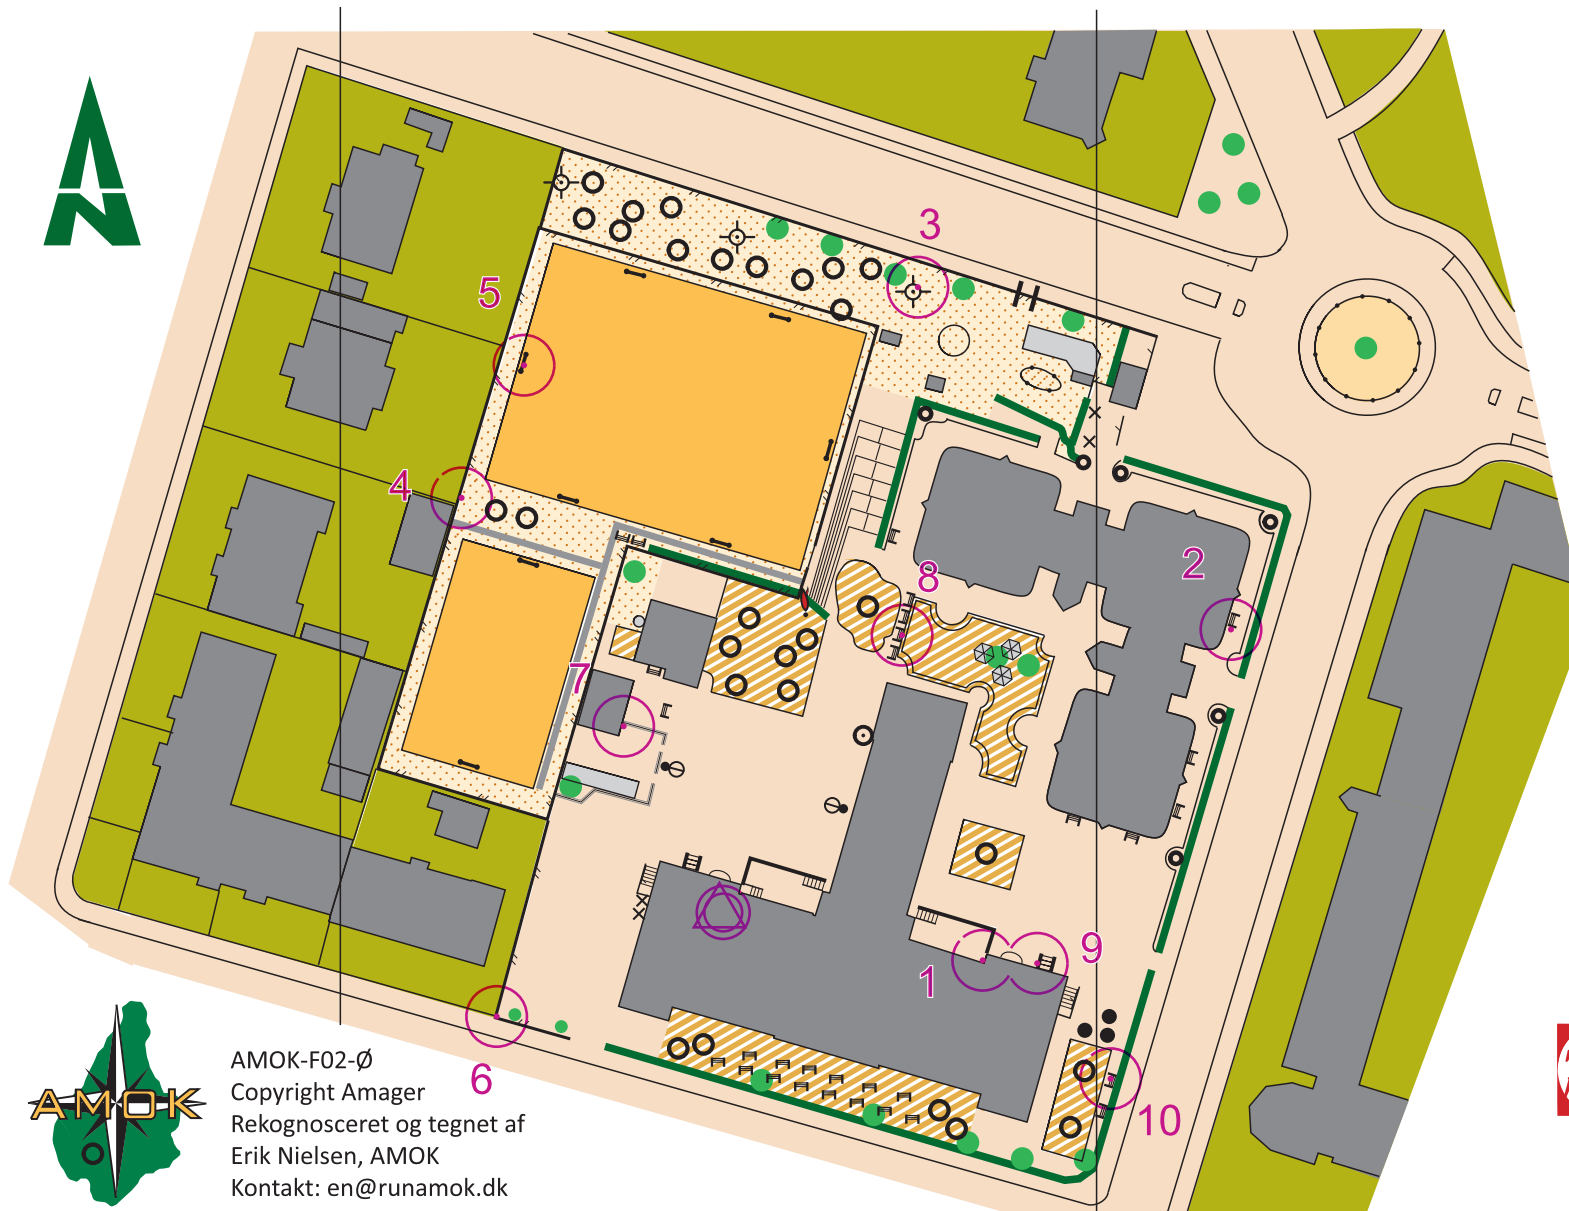 3
5
4
2
8
7
9
1
6
10
AMOK
AMOK-F02-Ø
Copyright Amager
Rekognosceret og tegnet af
Erik Nielsen, AMOK
Kontakt: en@runamok.dk